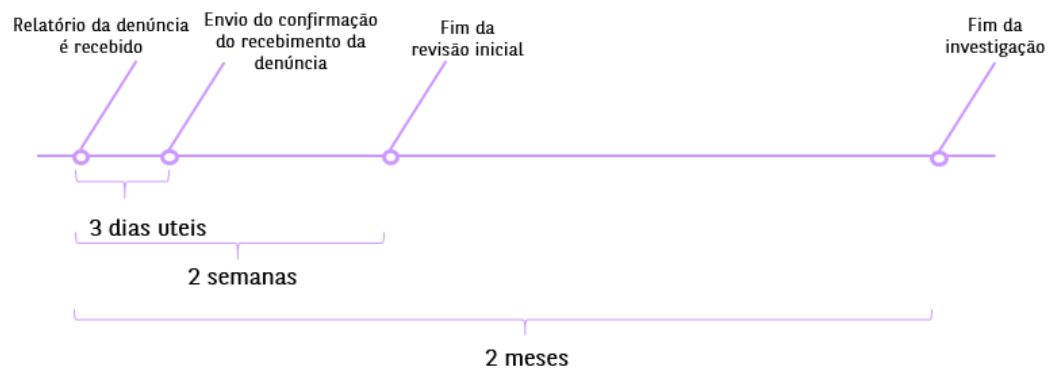 Relatório da denúncia
é recebido
Envio do confirmação
do recebimento da
denúncia
Fim da
revisão inicial
Fim da
investigação
3 dias uteis
2 semanas
2 meses